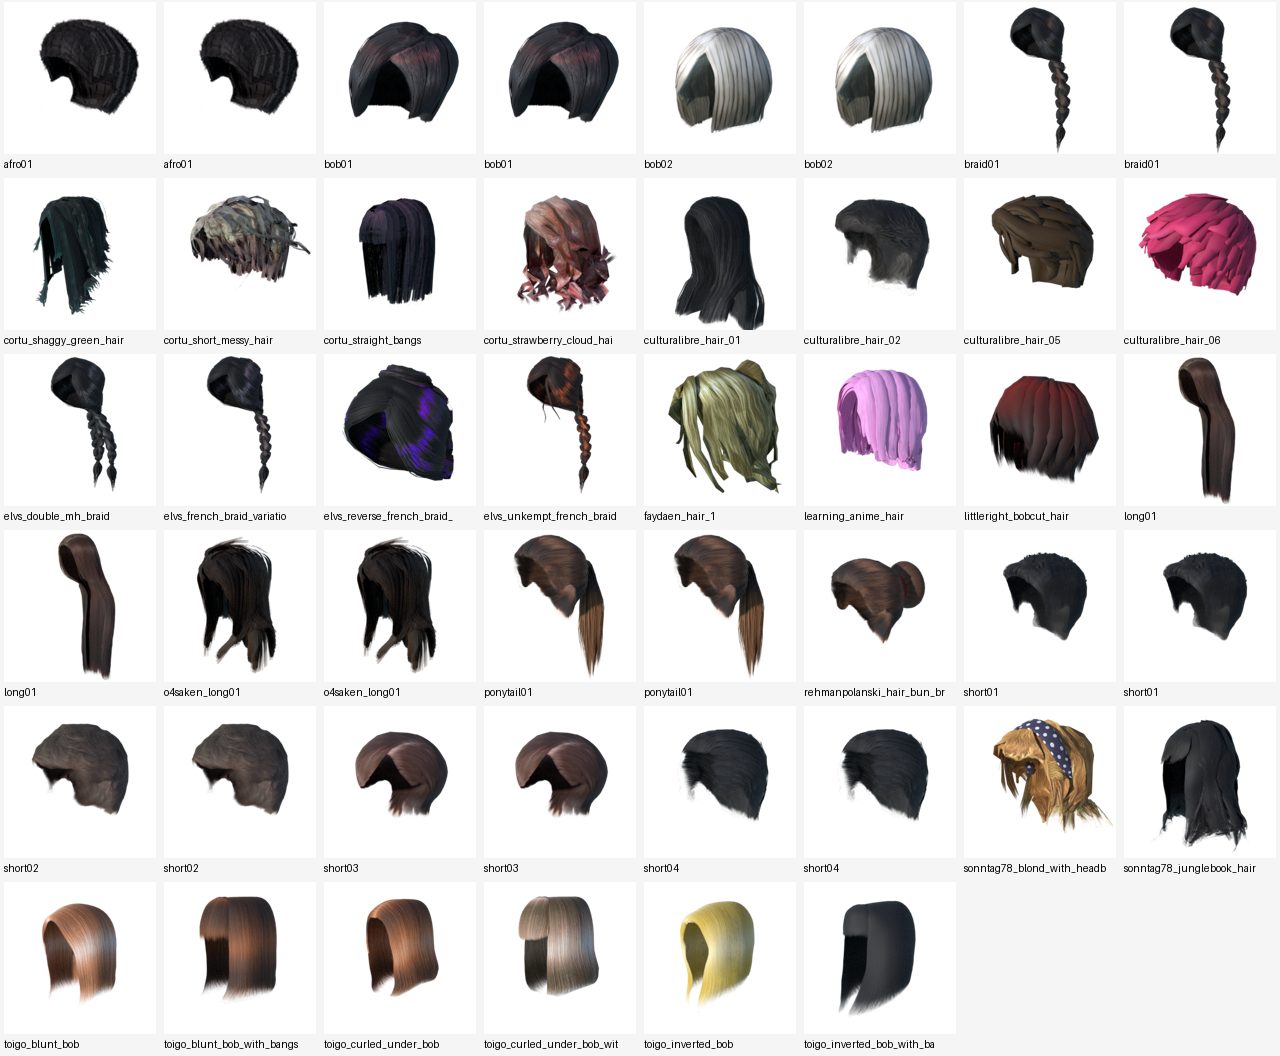 afro01
afro01
bob01
bob01
bob02
bob02
braid01
braid01
cortu_shaggy_green_hair
cortu_short_messy_hair
cortu_straight_bangs
cortu_strawberry_cloud_hai
culturalibre_hair_01
culturalibre_hair_02
culturalibre_hair_05
culturalibre_hair_06
elvs_double_mh_braid
elvs_french_braid_variatio
elvs_reverse_french_braid_
elvs_unkempt_french_braid
faydaen_hair_1
learning_anime_hair
littleright_bobcut_hair
long01
long01
o4saken_long01
o4saken_long01
ponytail01
ponytail01
rehmanpolanski_hair_bun_br
short01
short01
short02
short02
short03
short03
short04
short04
sonntag78_blond_with_headb
sonntag78_junglebook_hair
toigo_blunt_bob
toigo_blunt_bob_with_bangs
toigo_curled_under_bob
toigo_curled_under_bob_wit
toigo_inverted_bob
toigo_inverted_bob_with_ba